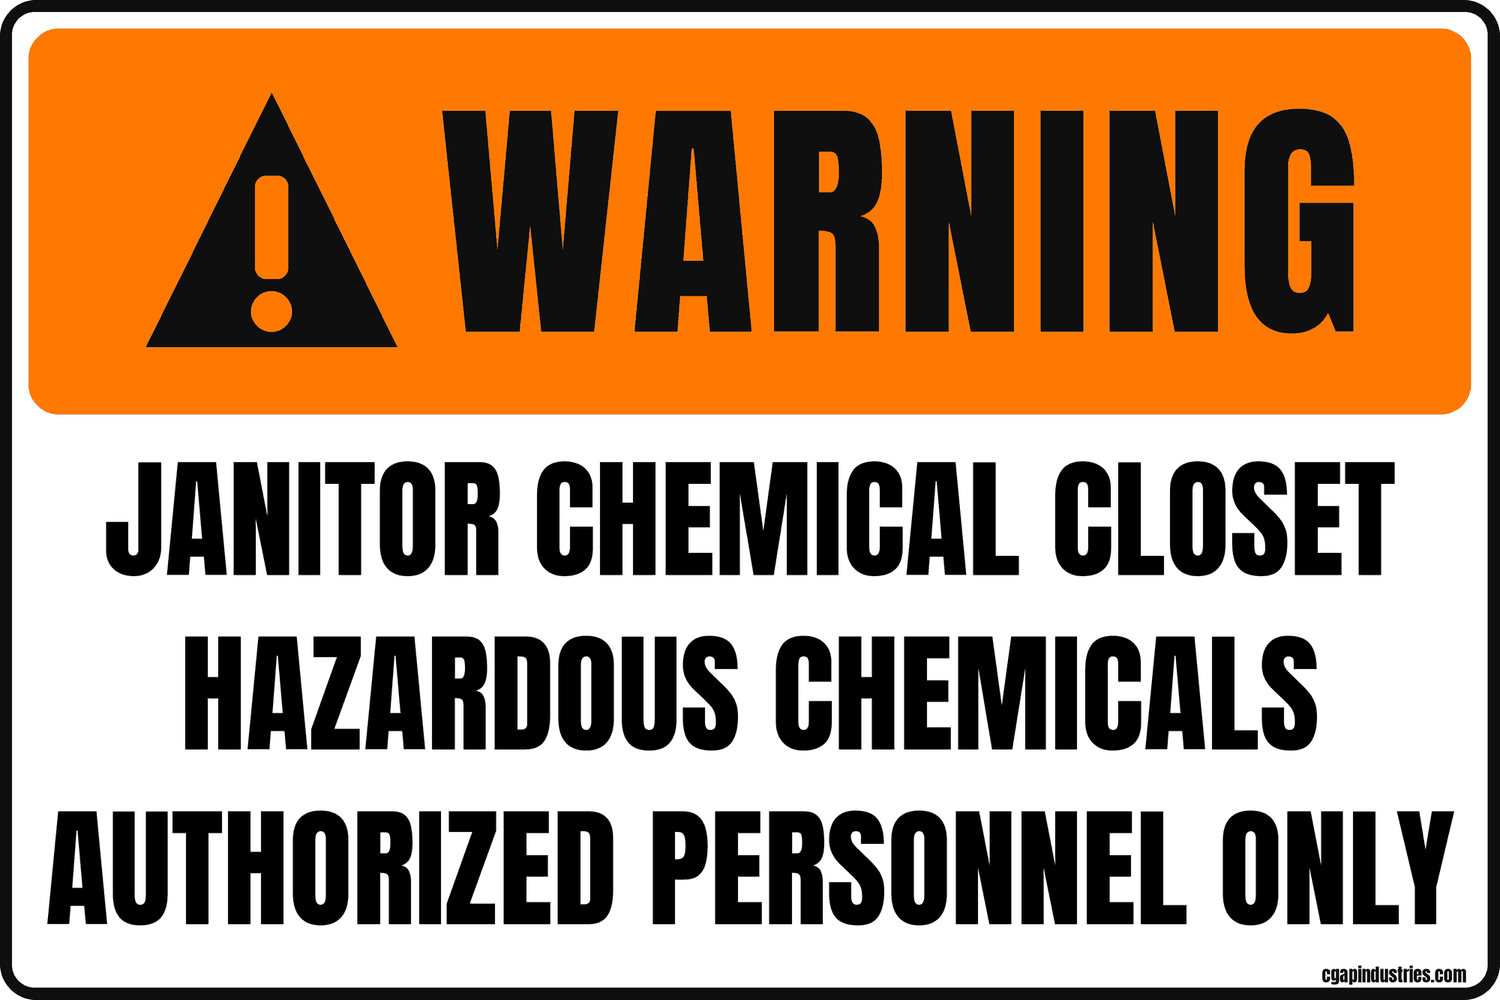 WARNING
JANITOR CHEMICAL CLOSET
HAZARDOUS CHEMICALS
AUTHORIZED PERSONNEL ONLY
cgapindustries.com